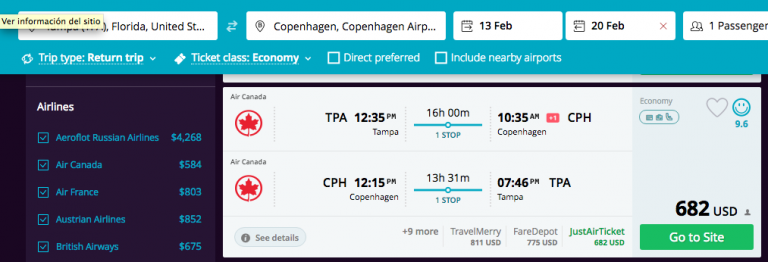 Ver información del sitio
(TPA), Florida, United St...
Copenhagen, Copenhagen Airp...
13 Feb
20 Feb
1 Passenger
Trip type: Return trip
Ticket class: Economy
Direct preferred
Include nearby airports
Airlines
Aeroflot Russian Airlines $4,268
Air Canada $584
Air France $803
Austrian Airlines $852
British Airways $675
Air Canada
TPA 12:35 PM
Tampa
16h 00m
1 STOP
10:35 AM +1 CPH
Copenhagen
Air Canada
CPH 12:15 PM
Copenhagen
13h 31m
1 STOP
07:46 PM TPA
Tampa
See details
+9 more
TravelMerry
811 USD
FareDepot
775 USD
JustAirTicket
682 USD
Economy
9.6
682 USD
Go to Site